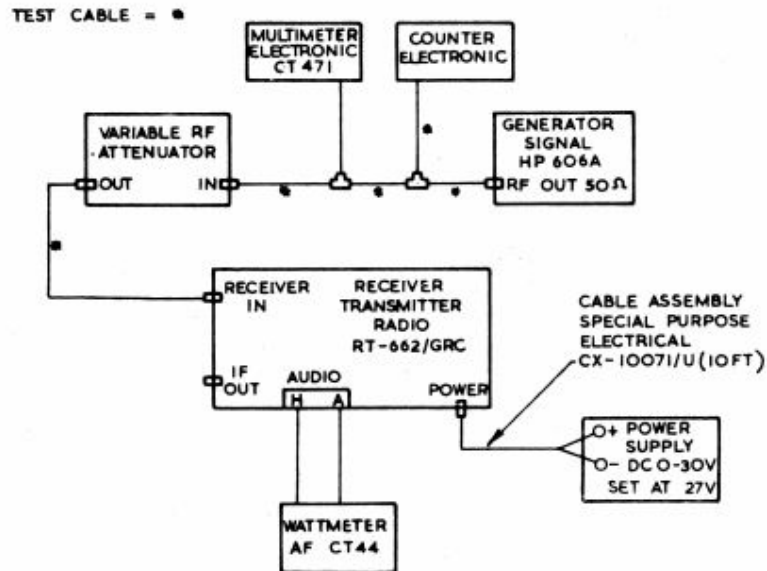 TEST CABLE = *
MULTIMETER
ELECTRONIC
CT 471
COUNTER
ELECTRONIC
VARIABLE RF
ATTENUATOR
OUT
IN
GENERATOR
SIGNAL
HP 606A
RF OUT 50Ω
RECEIVER
IN
RECEIVER
TRANSMITTER
RADIO
RT-662/GRC
IF
OUT
AUDIO
H A
POWER
CABLE ASSEMBLY
SPECIAL PURPOSE
ELECTRICAL
CX-10071/U (10FT)
+ POWER
SUPPLY
- DC 0-30V
SET AT 27V
WATTMETER
AF CT44